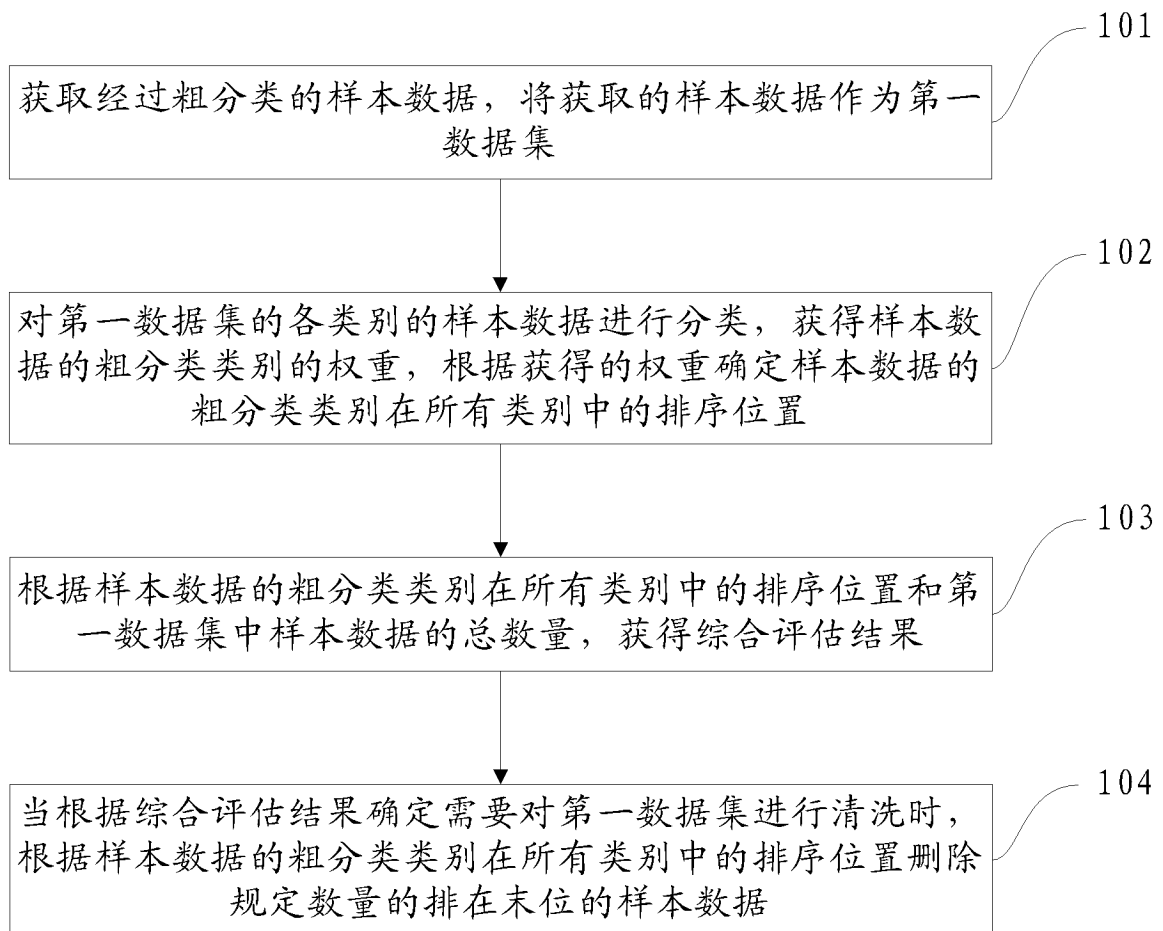 101
获取经过粗分类的样本数据，将获取的样本数据作为第一
数据集
102
对第一数据集的各类别的样本数据进行分类，获得样本数
据的粗分类类别的权重，根据获得的权重确定样本数据的
粗分类类别在所有类别中的排序位置
103
根据样本数据的粗分类类别在所有类别中的排序位置和第
一数据集中样本数据的总数量，获得综合评估结果
104
当根据综合评估结果确定需要对第一数据集进行清洗时，
根据样本数据的粗分类类别在所有类别中的排序位置删除
规定数量的排在末位的样本数据